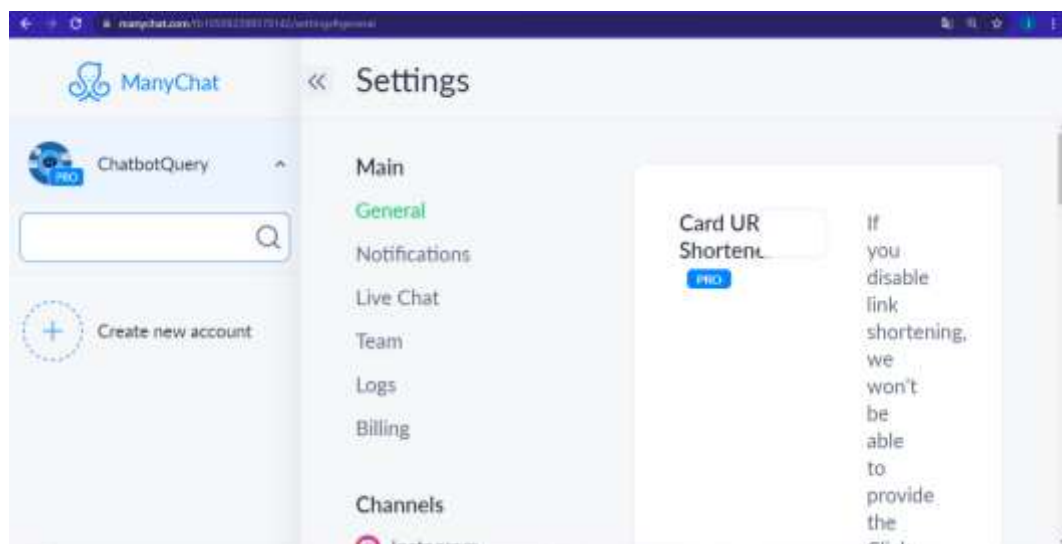 ManyChat
Settings
ChatbotQuery
PRO
Create new account
Main
General
Notifications
Live Chat
Team
Logs
Billing
Channels
Card UR
Shorten
PRO
If
you
disable
link
shortening,
we
won't
be
able
to
provide
the